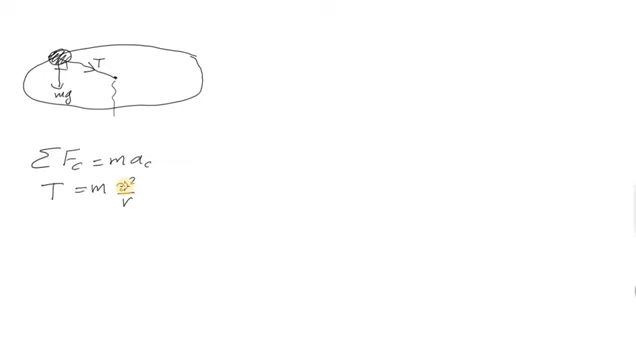 T
mg
ΣF_c = ma_c
T = m v²/r